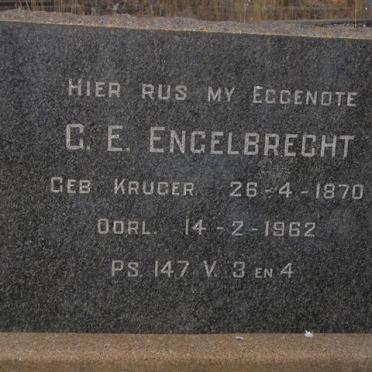 HIER RUS MY EGGENOTE
C. E. ENGELBRECHT
GEB KRUGER 26-4-1870
OORL. 14-2-1962
PS. 147 V. 3 EN 4